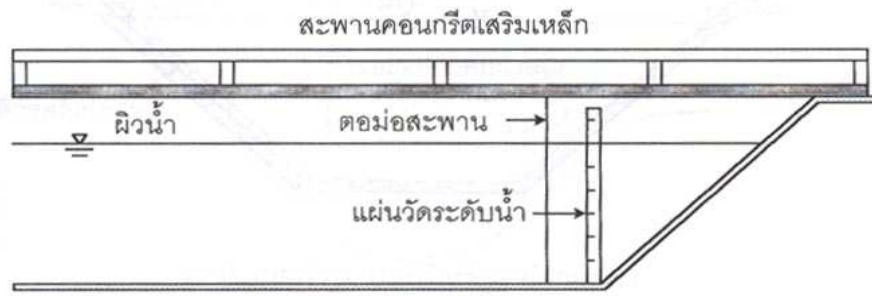 สะพานคอนกรีตเสริมเหล็ก
ผิวน้ำ
ตอม่อสะพาน
แผ่นวัดระดับน้ำ